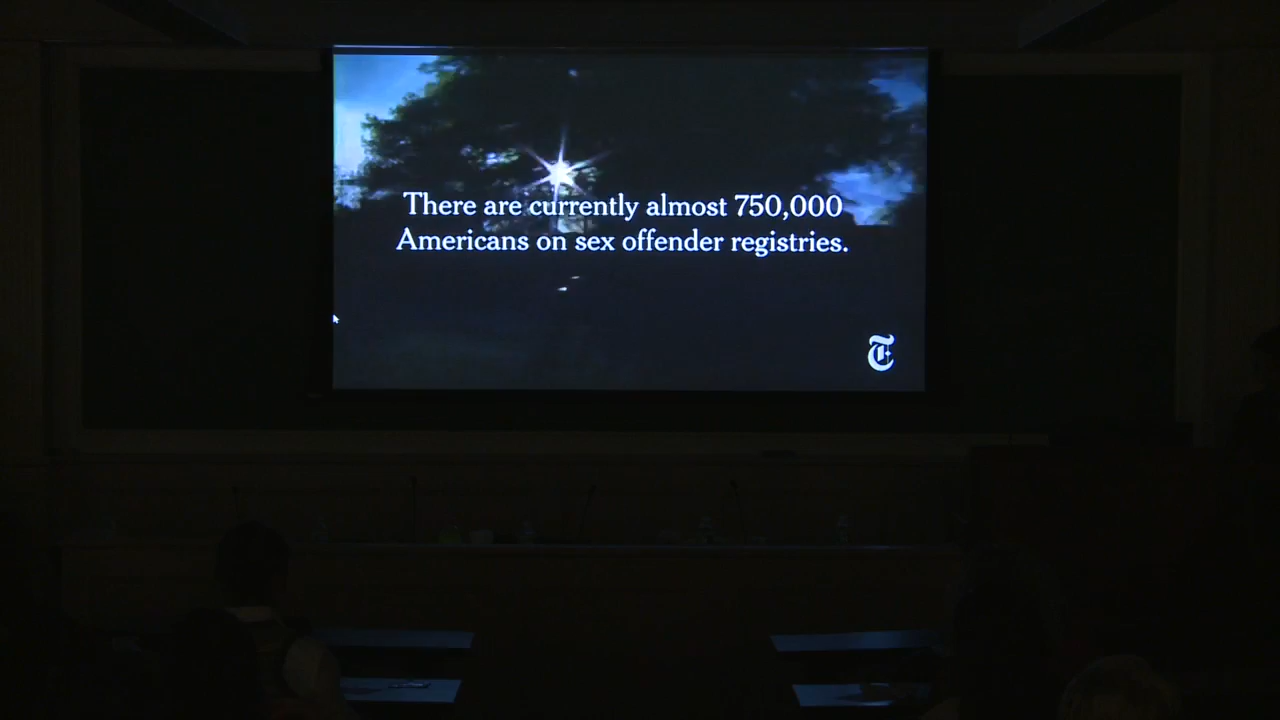 There are currently almost 750,000
Americans on sex offender registries.
T